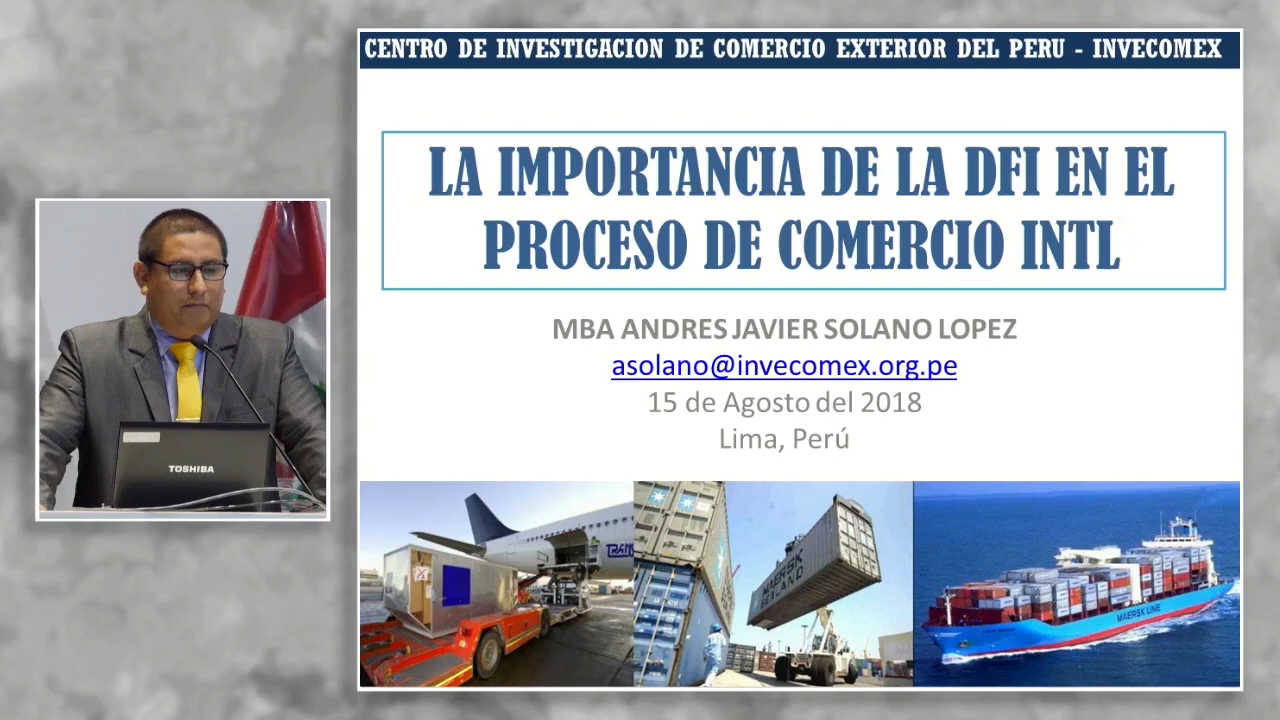 CENTRO DE INVESTIGACION DE COMERCIO EXTERIOR DEL PERU - INVECOMEX
LA IMPORTANCIA DE LA DFI EN EL
PROCESO DE COMERCIO INTL
MBA ANDRES JAVIER SOLANO LOPEZ
asolano@invecomex.org.pe
15 de Agosto del 2018
Lima, Perú
TOSHIBA
TRAN
MAERSK
SEALAND
MAERSK LINE